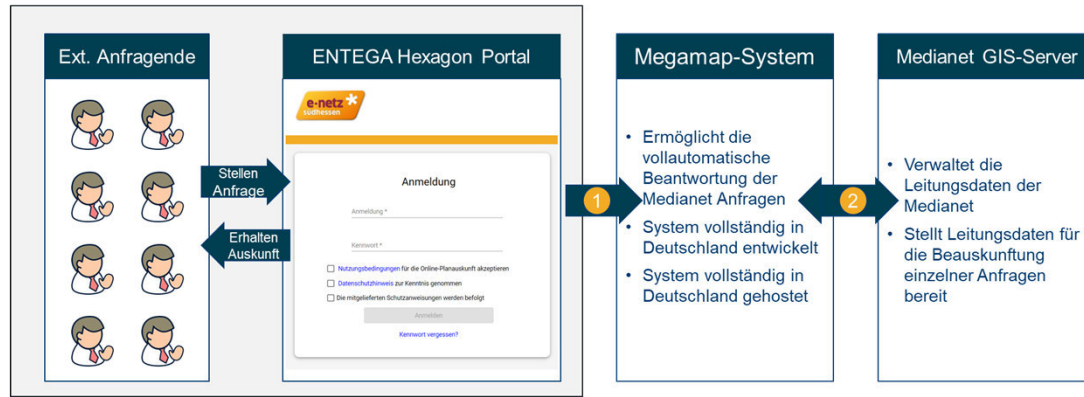 Ext. Anfragende
Stellen
Anfrage
Erhalten
Auskunft
ENTEGA Hexagon Portal
e-netz
südhessen
Anmeldung
Anmeldung *
Kennwort *
Nutzungsbedingungen für die Online-Planauskunft akzeptieren
Datenschutzhinweis zur Kenntnis genommen
Die mitgelieferten Schutzanweisungen werden befolgt
Anmelden
Kennwort vergessen?
1
Megamap-System
• Ermöglicht die
vollautomatische
Beantwortung der
Medianet Anfragen
• System vollständig in
Deutschland entwickelt
• System vollständig in
Deutschland gehostet
2
Medianet GIS-Server
• Verwaltet die
Leitungsdaten der
Medianet
• Stellt Leitungsdaten für
die Beauskunftung
einzelner Anfragen
bereit